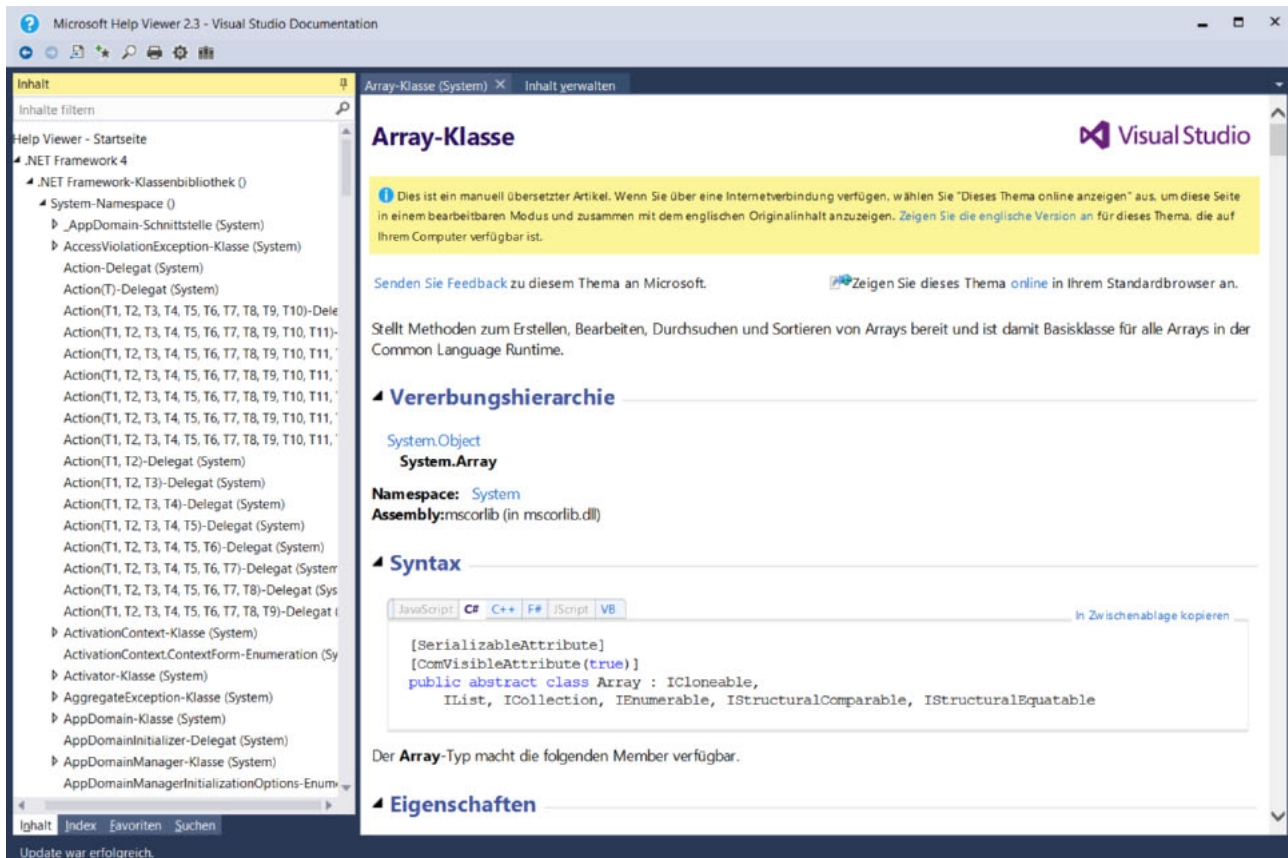 Microsoft Help Viewer 2.3 - Visual Studio Documentation
Inhalt
Inhalte filtern
Help Viewer - Startseite
.NET Framework 4
.NET Framework-Klassenbibliothek ()
System-Namespace ()
_AppDomain-Schnittstelle (System)
AccessViolationException-Klasse (System)
Action-Delegat (System)
Action(T)-Delegat (System)
Action(T1, T2, T3, T4, T5, T6, T7, T8, T9, T10)-Dele
Action(T1, T2, T3, T4, T5, T6, T7, T8, T9, T10, T11)-
Action(T1, T2, T3, T4, T5, T6, T7, T8, T9, T10, T11,
Action(T1, T2, T3, T4, T5, T6, T7, T8, T9, T10, T11,
Action(T1, T2, T3, T4, T5, T6, T7, T8, T9, T10, T11,
Action(T1, T2, T3, T4, T5, T6, T7, T8, T9, T10, T11,
Action(T1, T2, T3, T4, T5, T6, T7, T8, T9, T10, T11,
Action(T1, T2)-Delegat (System)
Action(T1, T2, T3)-Delegat (System)
Action(T1, T2, T3, T4)-Delegat (System)
Action(T1, T2, T3, T4, T5)-Delegat (System)
Action(T1, T2, T3, T4, T5, T6)-Delegat (System)
Action(T1, T2, T3, T4, T5, T6, T7)-Delegat (System
Action(T1, T2, T3, T4, T5, T6, T7, T8)-Delegat (Sys
Action(T1, T2, T3, T4, T5, T6, T7, T8, T9)-Delegat (
ActivationContext-Klasse (System)
ActivationContext.ContextForm-Enumeration (Sy
Activator-Klasse (System)
AggregateException-Klasse (System)
AppDomain-Klasse (System)
AppDomainInitializer-Delegat (System)
AppDomainManager-Klasse (System)
AppDomainManagerInitializationOptions-Enum
Inhalt Index Favoriten Suchen
Update war erfolgreich.
Array-Klasse (System) Inhalt verwalten
Array-Klasse
Visual Studio
Dies ist ein manuell übersetzter Artikel. Wenn Sie über eine Internetverbindung verfügen, wählen Sie "Dieses Thema online anzeigen" aus, um diese Seite
in einem bearbeitbaren Modus und zusammen mit dem englischen Originalinhalt anzuzeigen. Zeigen Sie die englische Version an für dieses Thema, die auf
Ihrem Computer verfügbar ist.
Senden Sie Feedback zu diesem Thema an Microsoft.
Zeigen Sie dieses Thema online in Ihrem Standardbrowser an.
Stellt Methoden zum Erstellen, Bearbeiten, Durchsuchen und Sortieren von Arrays bereit und ist damit Basisklasse für alle Arrays in der
Common Language Runtime.
Vererbungshierarchie
System.Object
System.Array
Namespace: System
Assembly:mscorlib (in mscorlib.dll)
Syntax
JavaScript C# C++ F# JScript VB
In Zwischenablage kopieren
[SerializableAttribute]
[ComVisibleAttribute(true)]
public abstract class Array : ICloneable,
IList, ICollection, IEnumerable, IStructuralComparable, IStructuralEquatable
Der Array-Typ macht die folgenden Member verfügbar.
Eigenschaften